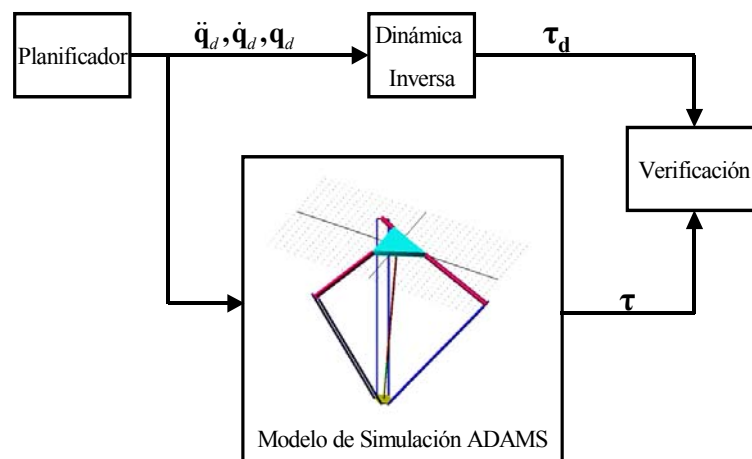 Planificador
q̈d, q̇d, qd
Dinámica
Inversa
τd
Verificación
τ
Modelo de Simulación ADAMS